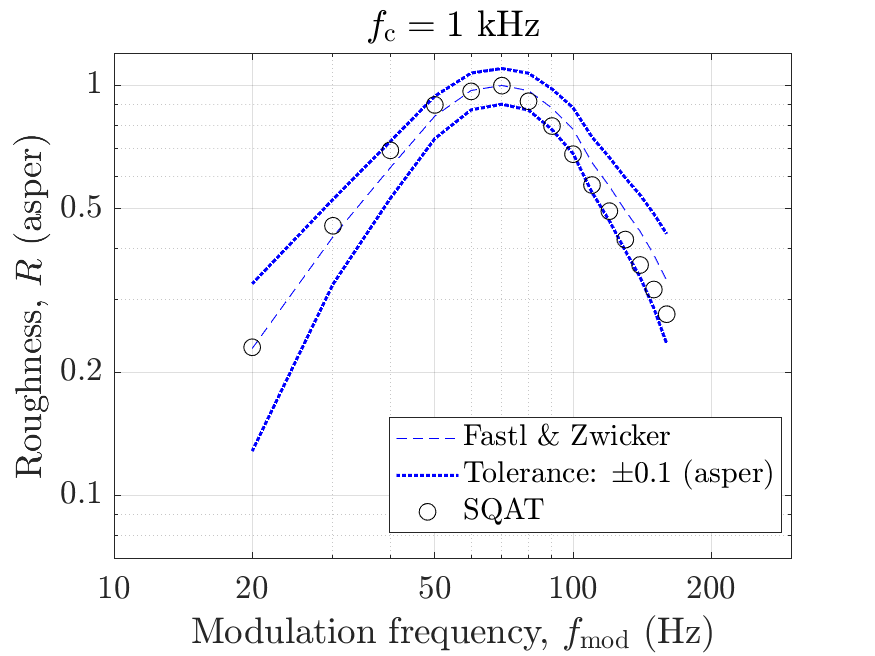 f_c = 1 kHz
1
0.5
0.2
0.1
Roughness, R (asper)
Fastl & Zwicker
Tolerance: ±0.1 (asper)
SQAT
10 20 50 100 200
Modulation frequency, f_mod (Hz)